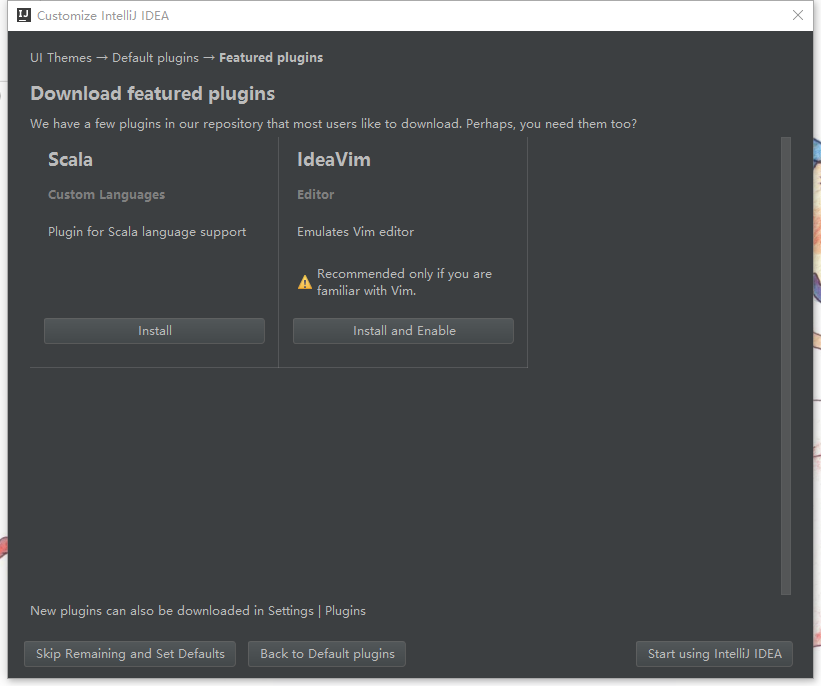 Customize IntelliJ IDEA
UI Themes → Default plugins → Featured plugins
Download featured plugins
We have a few plugins in our repository that most users like to download. Perhaps, you need them too?
Scala
Custom Languages
Plugin for Scala language support
Install
IdeaVim
Editor
Emulates Vim editor
Recommended only if you are
familiar with Vim.
Install and Enable
New plugins can also be downloaded in Settings | Plugins
Skip Remaining and Set Defaults
Back to Default plugins
Start using IntelliJ IDEA